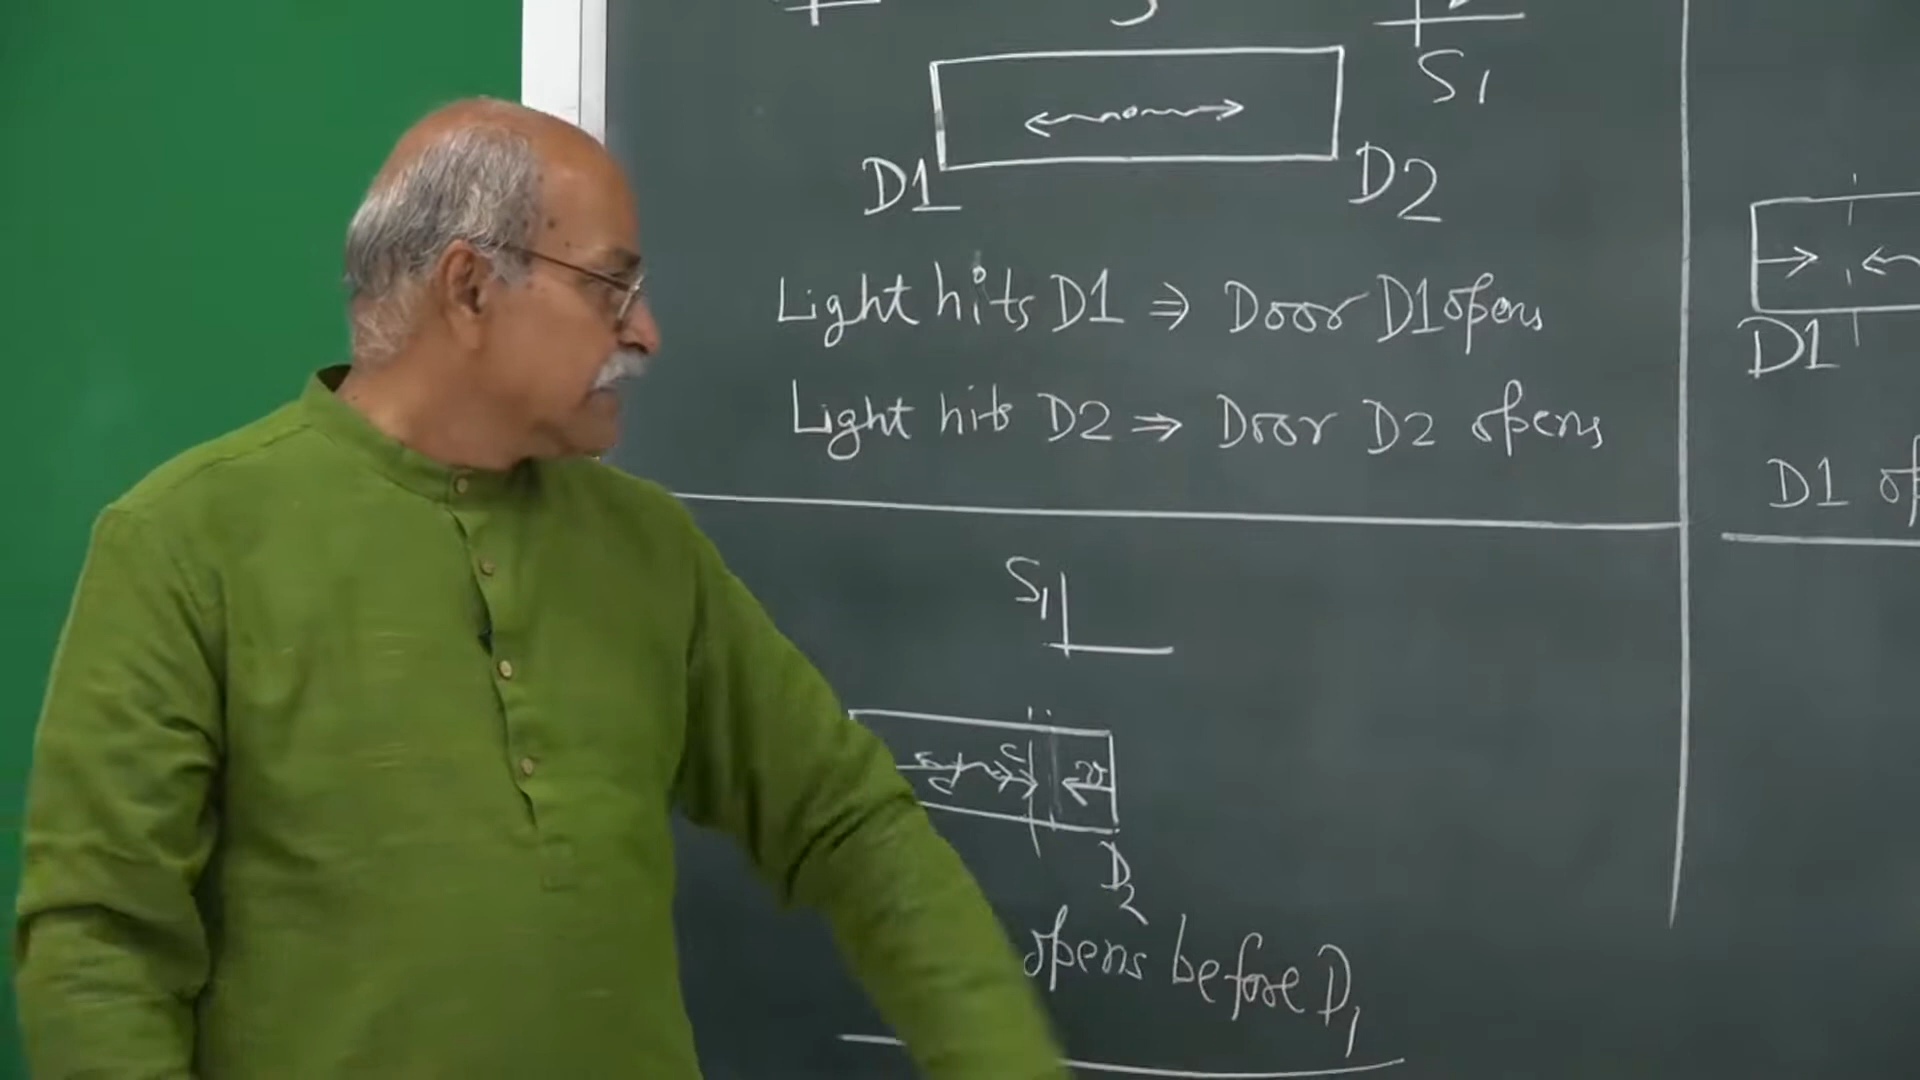 S1
D1
D2
Light hits D1 ⇒ Door D1 opens
Light hits D2 ⇒ Door D2 opens
S1
c
v
D2
opens before D1
D1
D1